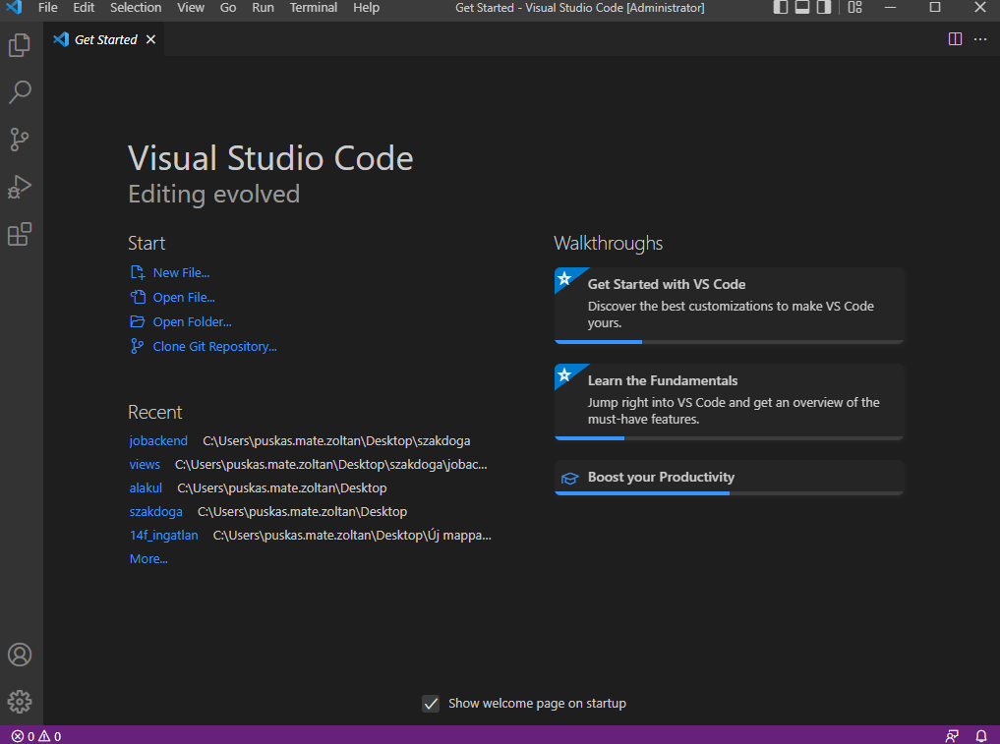 File Edit Selection View Go Run Terminal Help Get Started - Visual Studio Code [Administrator]
Get Started
Visual Studio Code
Editing evolved
Start
New File...
Open File...
Open Folder...
Clone Git Repository...
Recent
jobackend C:\Users\puskas.mate.zoltan\Desktop\szakdoga
views C:\Users\puskas.mate.zoltan\Desktop\szakdoga\jobac...
alakul C:\Users\puskas.mate.zoltan\Desktop
szakdoga C:\Users\puskas.mate.zoltan\Desktop
14f_ingatlan C:\Users\puskas.mate.zoltan\Desktop\Új mappa...
More...
Walkthroughs
Get Started with VS Code
Discover the best customizations to make VS Code
yours.
Learn the Fundamentals
Jump right into VS Code and get an overview of the
must-have features.
Boost your Productivity
Show welcome page on startup
0 0